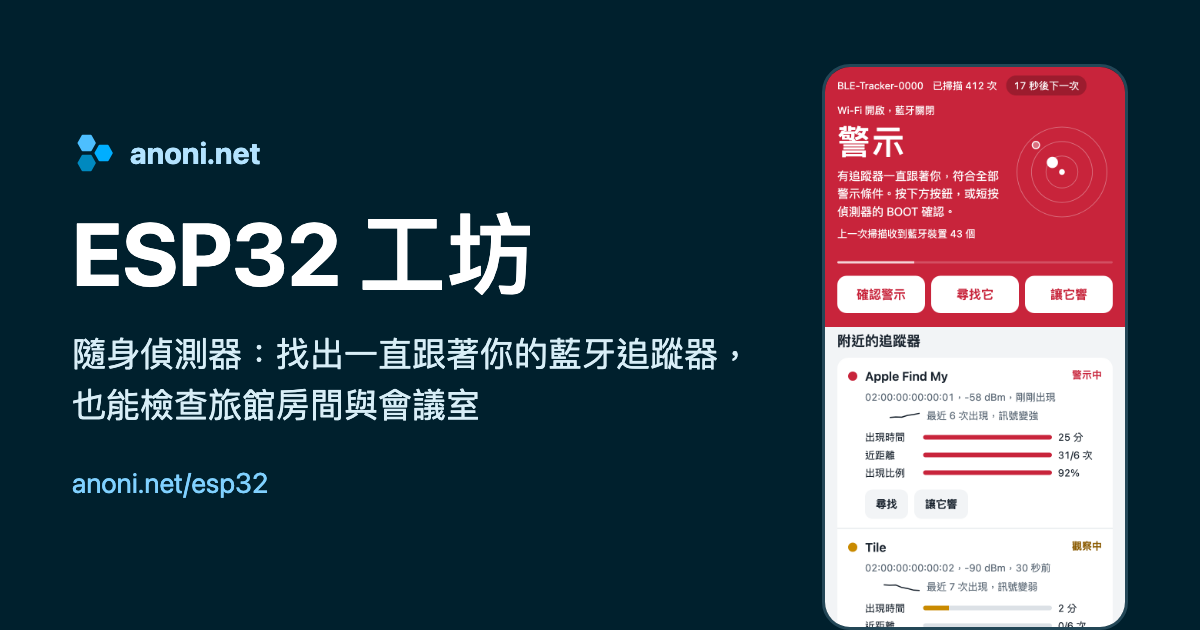 anoni.net
ESP32 工坊
隨身偵測器：找出一直跟著你的藍牙追蹤器，
也能檢查旅館房間與會議室
anoni.net/esp32
BLE-Tracker-0000 已掃描 412 次 17 秒後下一次
Wi-Fi 開啟，藍牙關閉
警示
有追蹤器一直跟著你，符合全部
警示條件。按下方按鈕，或短按
偵測器的 BOOT 確認。
上一次掃描收到藍牙裝置 43 個
確認警示 尋找它 讓它響
附近的追蹤器
Apple Find My 警示中
02:00:00:00:00:01，-58 dBm，剛剛出現
最近 6 次出現，訊號變強
出現時間 25 分
近距離 31/6 次
出現比例 92%
尋找 讓它響
Tile 觀察中
02:00:00:00:00:02，-90 dBm，30 秒前
最近 7 次出現，訊號變弱
出現時間 2 分
近距離 0/6 次